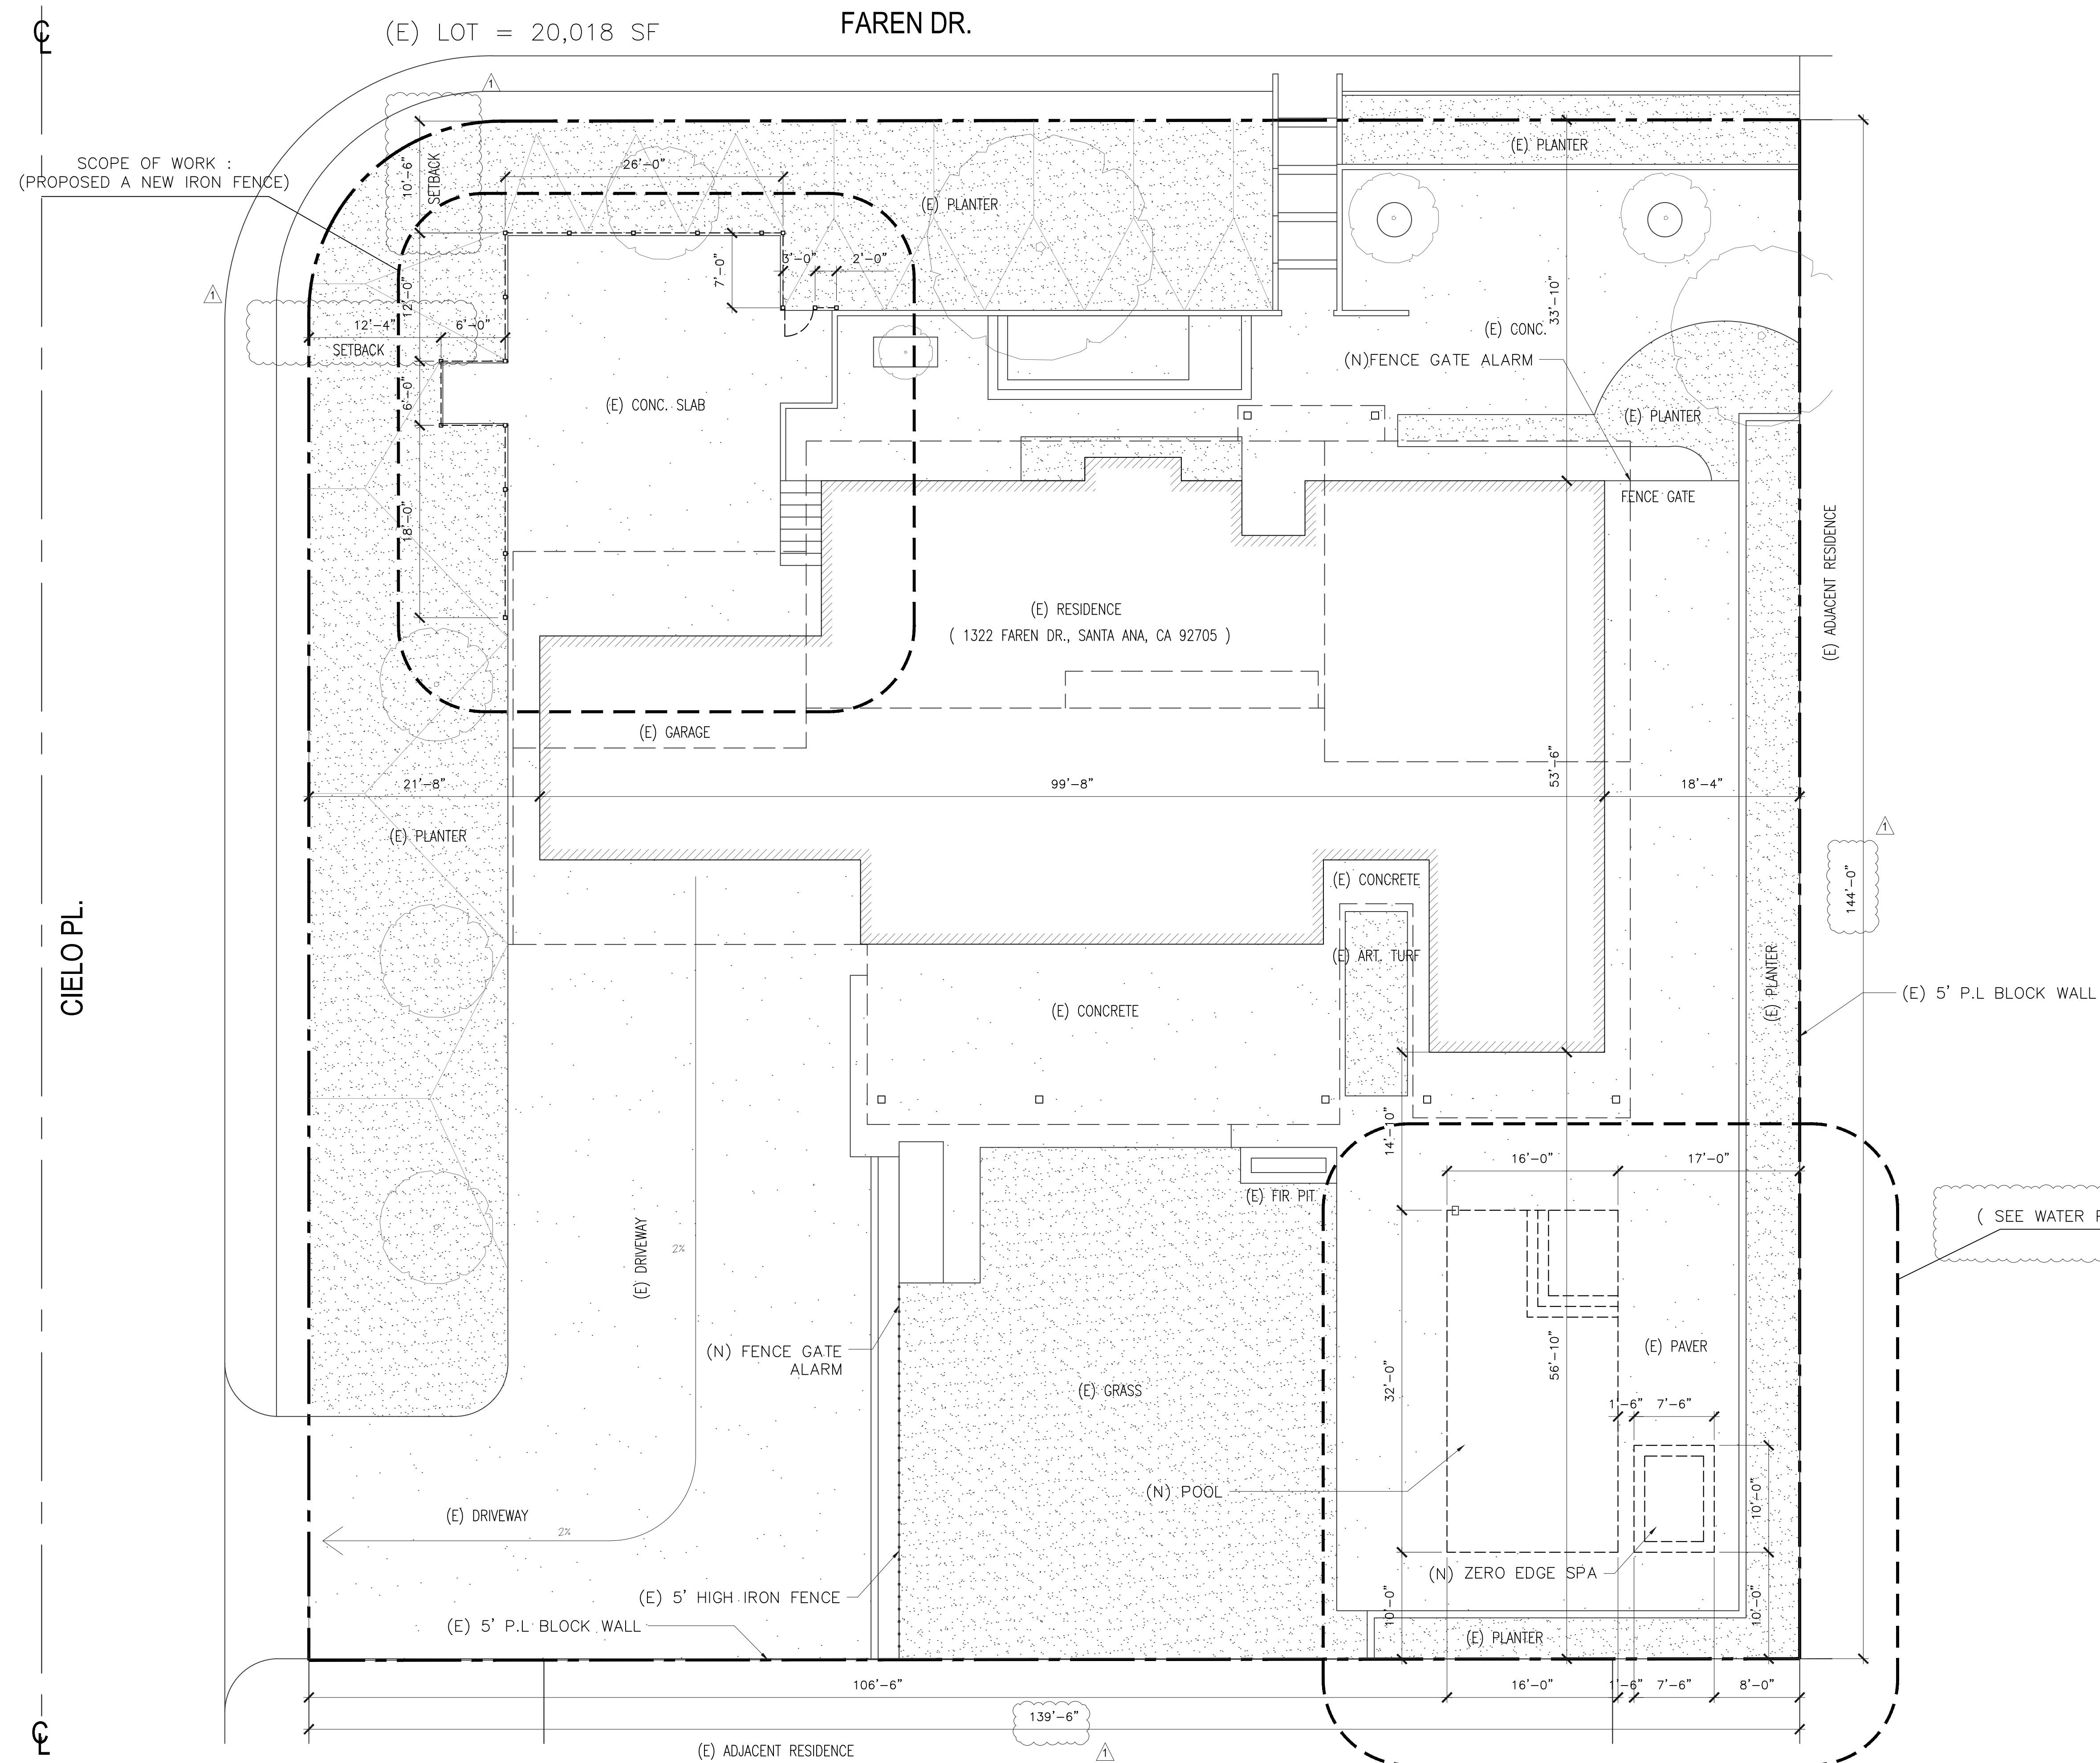 (E) LOT = 20,018 SF
FAREN DR.
℄
1
SCOPE OF WORK :
(PROPOSED A NEW IRON FENCE)
10'-6"
SETBACK
26'-0"
(E) PLANTER
(E) PLANTER
1
12'-0"
7'-0"
3'-0"
2'-0"
33'-10"
12'-4"
6'-0"
SETBACK
(E) CONC.
(N)FENCE GATE ALARM
6'-0"
(E) CONC. SLAB
(E) PLANTER
FENCE GATE
18'-0"
(E) ADJACENT RESIDENCE
(E) RESIDENCE
( 1322 FAREN DR., SANTA ANA, CA 92705 )
(E) GARAGE
53'-6"
21'-8"
99'-8"
18'-4"
(E) PLANTER
1
144'-0"
(E) CONCRETE
CIELO PL.
(E) ART. TURF
(E) PLANTER
(E) 5' P.L BLOCK WALL
(E) CONCRETE
14'-10"
16'-0"
17'-0"
(E) FIR PIT
( SEE WATER
(E) DRIVEWAY
2%
(N) FENCE GATE
ALARM
(E) PAVER
56'-10"
32'-0"
(E) GRASS
1'-6"
7'-6"
(N) POOL
10'-0"
(E) DRIVEWAY
2%
(N) ZERO EDGE SPA
(E) 5' HIGH IRON FENCE
10'-0"
10'-0"
(E) 5' P.L BLOCK WALL
(E) PLANTER
106'-6"
16'-0"
1'-6"
7'-6"
8'-0"
139'-6"
℄
(E) ADJACENT RESIDENCE
1